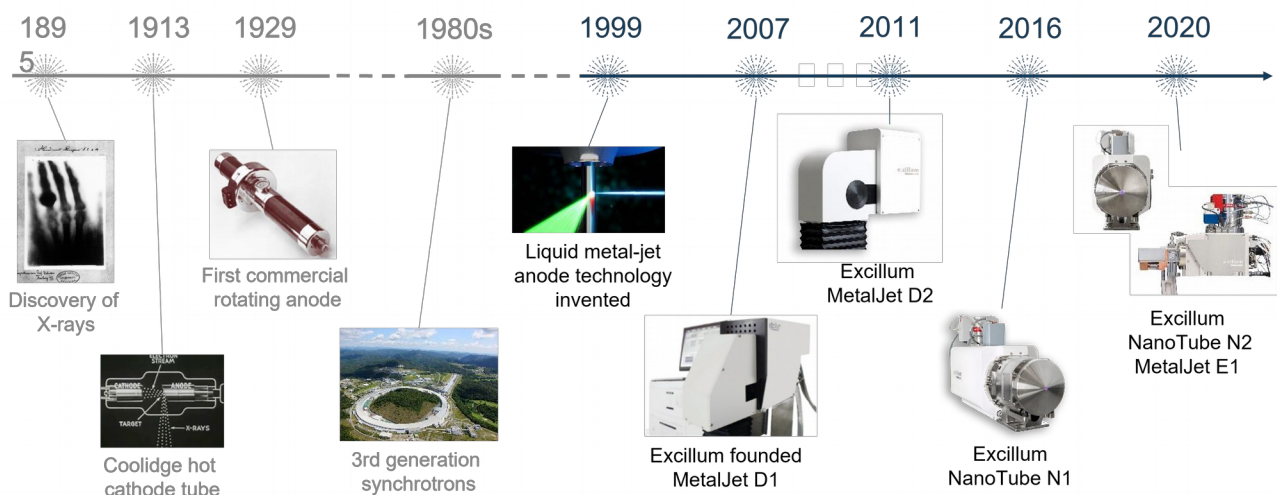 189
5
1913
1929
1980s
1999
2007
2011
2016
2020
Discovery of
X-rays
ELECTRON
STREAM
CATHODE
ANODE
TARGET
X-RAYS
Coolidge hot
cathode tube
First commercial
rotating anode
3rd generation
synchrotrons
Liquid metal-jet
anode technology
invented
Excillum founded
MetalJet D1
Excillum
MetalJet D2
Excillum
NanoTube N1
Excillum
NanoTube N2
MetalJet E1